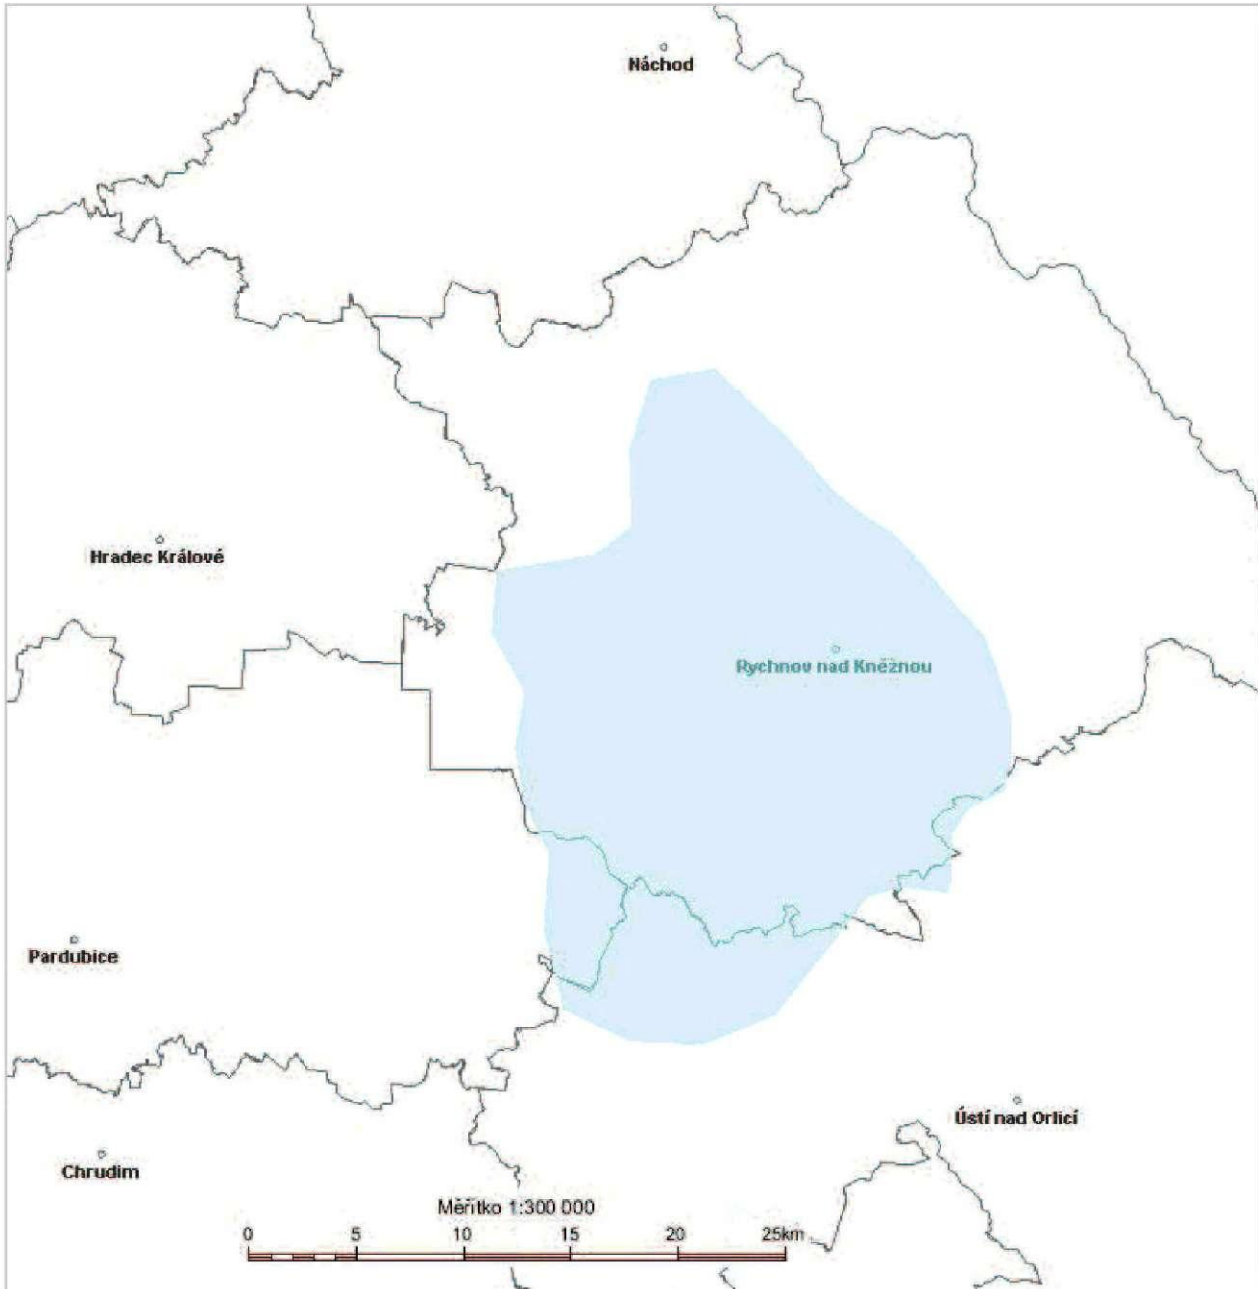 Náchod
Hradec Králové
Rychnov nad Kněžnou
Pardubice
Ústí nad Orlicí
Chrudim
Měřítko 1:300 000
0 5 10 15 20 25km